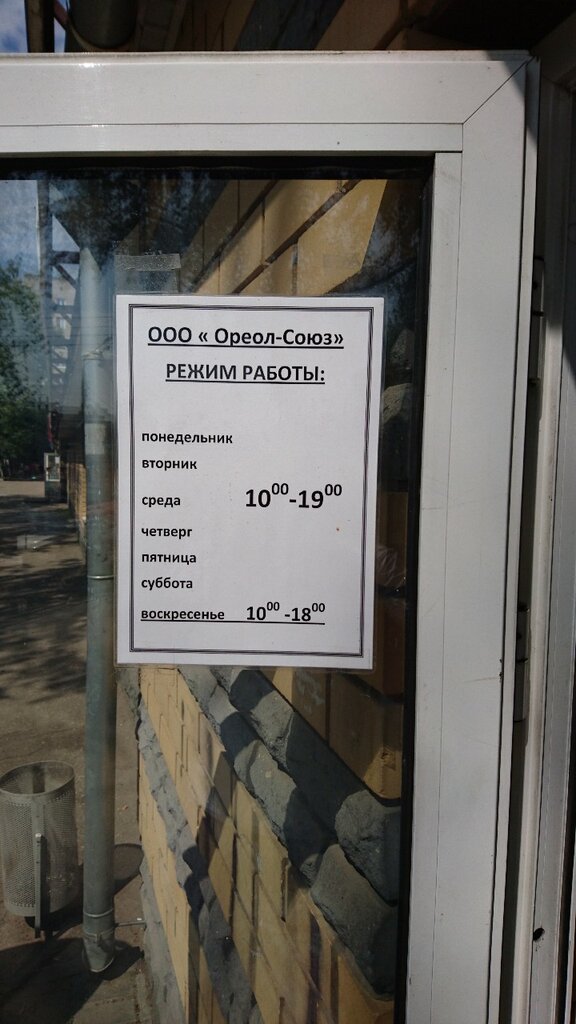 ООО « Ореол-Союз»
РЕЖИМ РАБОТЫ:
понедельник
вторник
среда 10⁰⁰-19⁰⁰
четверг
пятница
суббота
воскресенье 10⁰⁰ -18⁰⁰